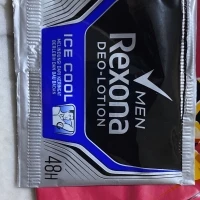 MEN
Rexona
DEO-LOTION
ICE COOL
48H